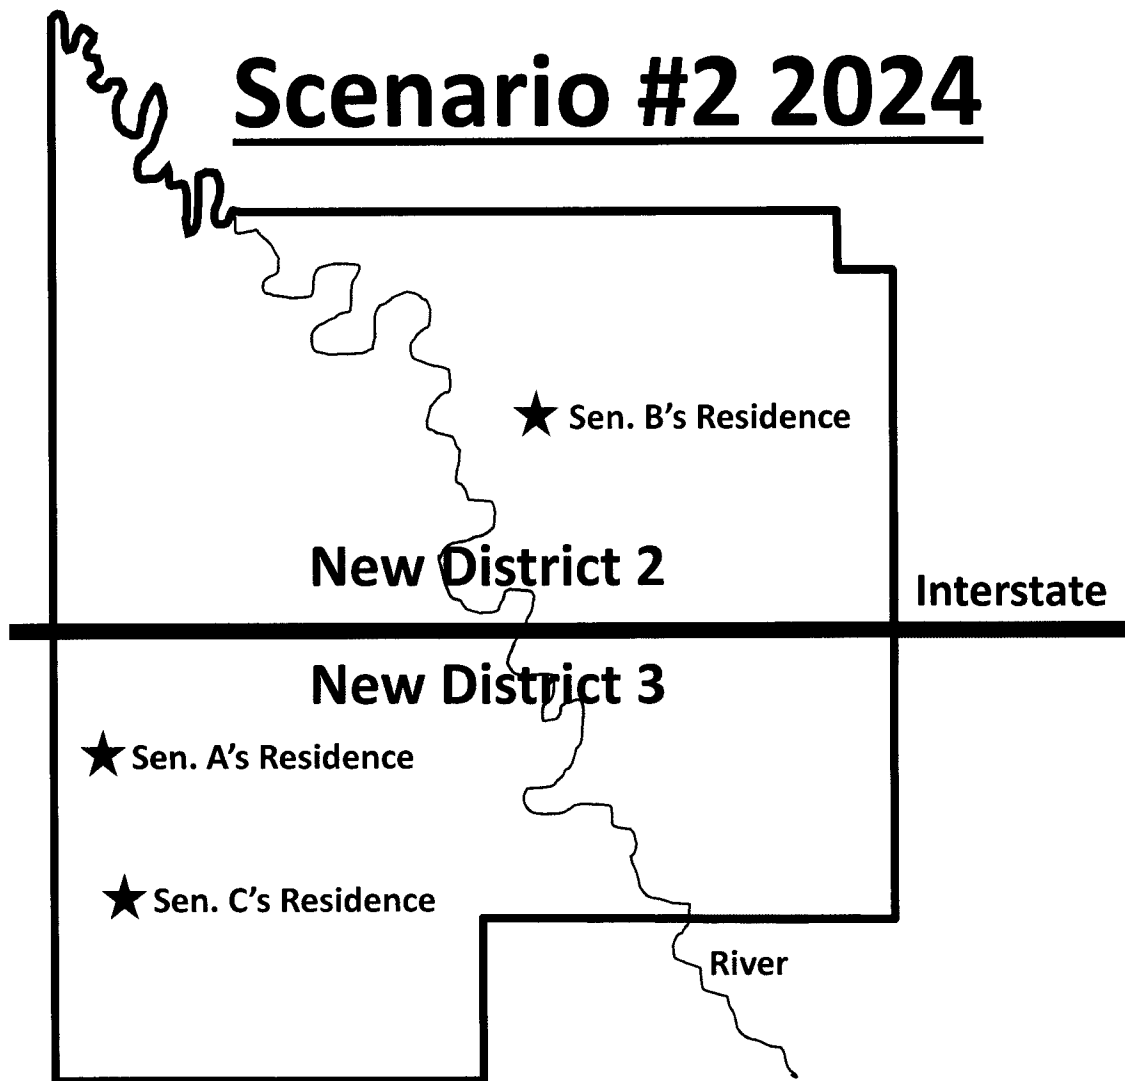 Scenario #2 2024
Sen. B's Residence
New District 2
Interstate
New District 3
Sen. A's Residence
Sen. C's Residence
River